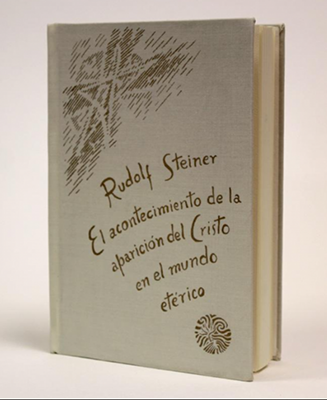 Rudolf Steiner
El acontecimiento de la
aparición del Cristo
en el mundo
etérico